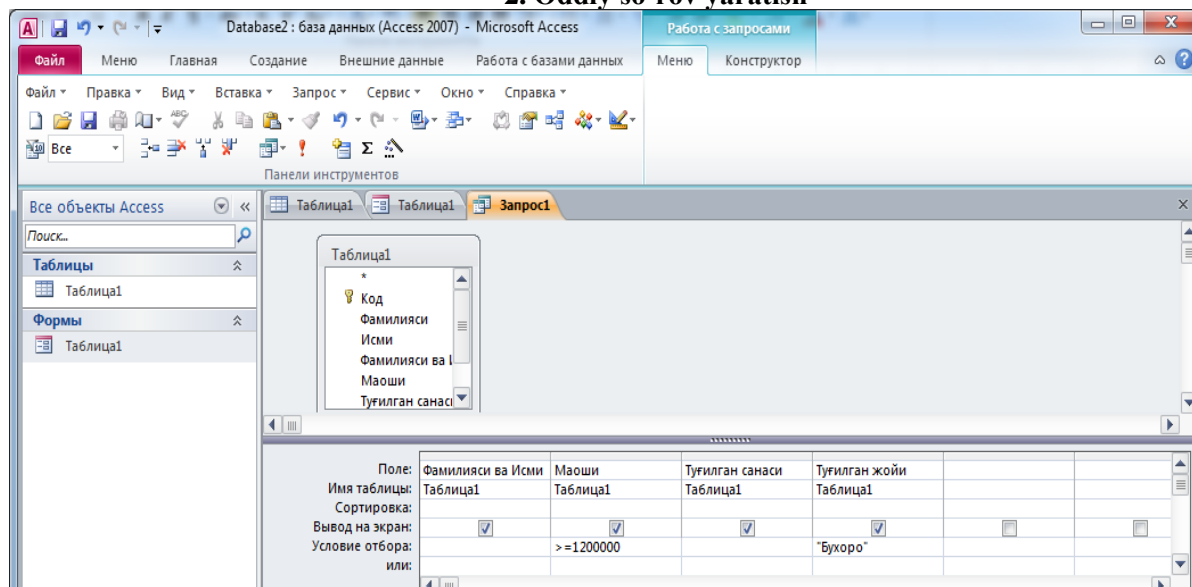 2. Oddiy so'rov yaratish
Database2 : база данных (Access 2007) - Microsoft Access
Работа с запросами
Файл Меню Главная Создание Внешние данные Работа с базами данных Меню Конструктор
Файл Правка Вид Вставка Запрос Сервис Окно Справка
Все
Панели инструментов
Все объекты Access
Таблица1 Таблица1 Запрос1
Поиск...
Таблицы
Таблица1
Формы
Таблица1
Таблица1
*
Код
Фамилияси
Исми
Фамилияси ва И
Маоши
Туғилган санаси
Поле: Фамилияси ва Исми Маоши Туғилган санаси Туғилган жойи
Имя таблицы: Таблица1 Таблица1 Таблица1 Таблица1
Сортировка:
Вывод на экран:
Условие отбора: >=1200000 "Бухоро"
или: